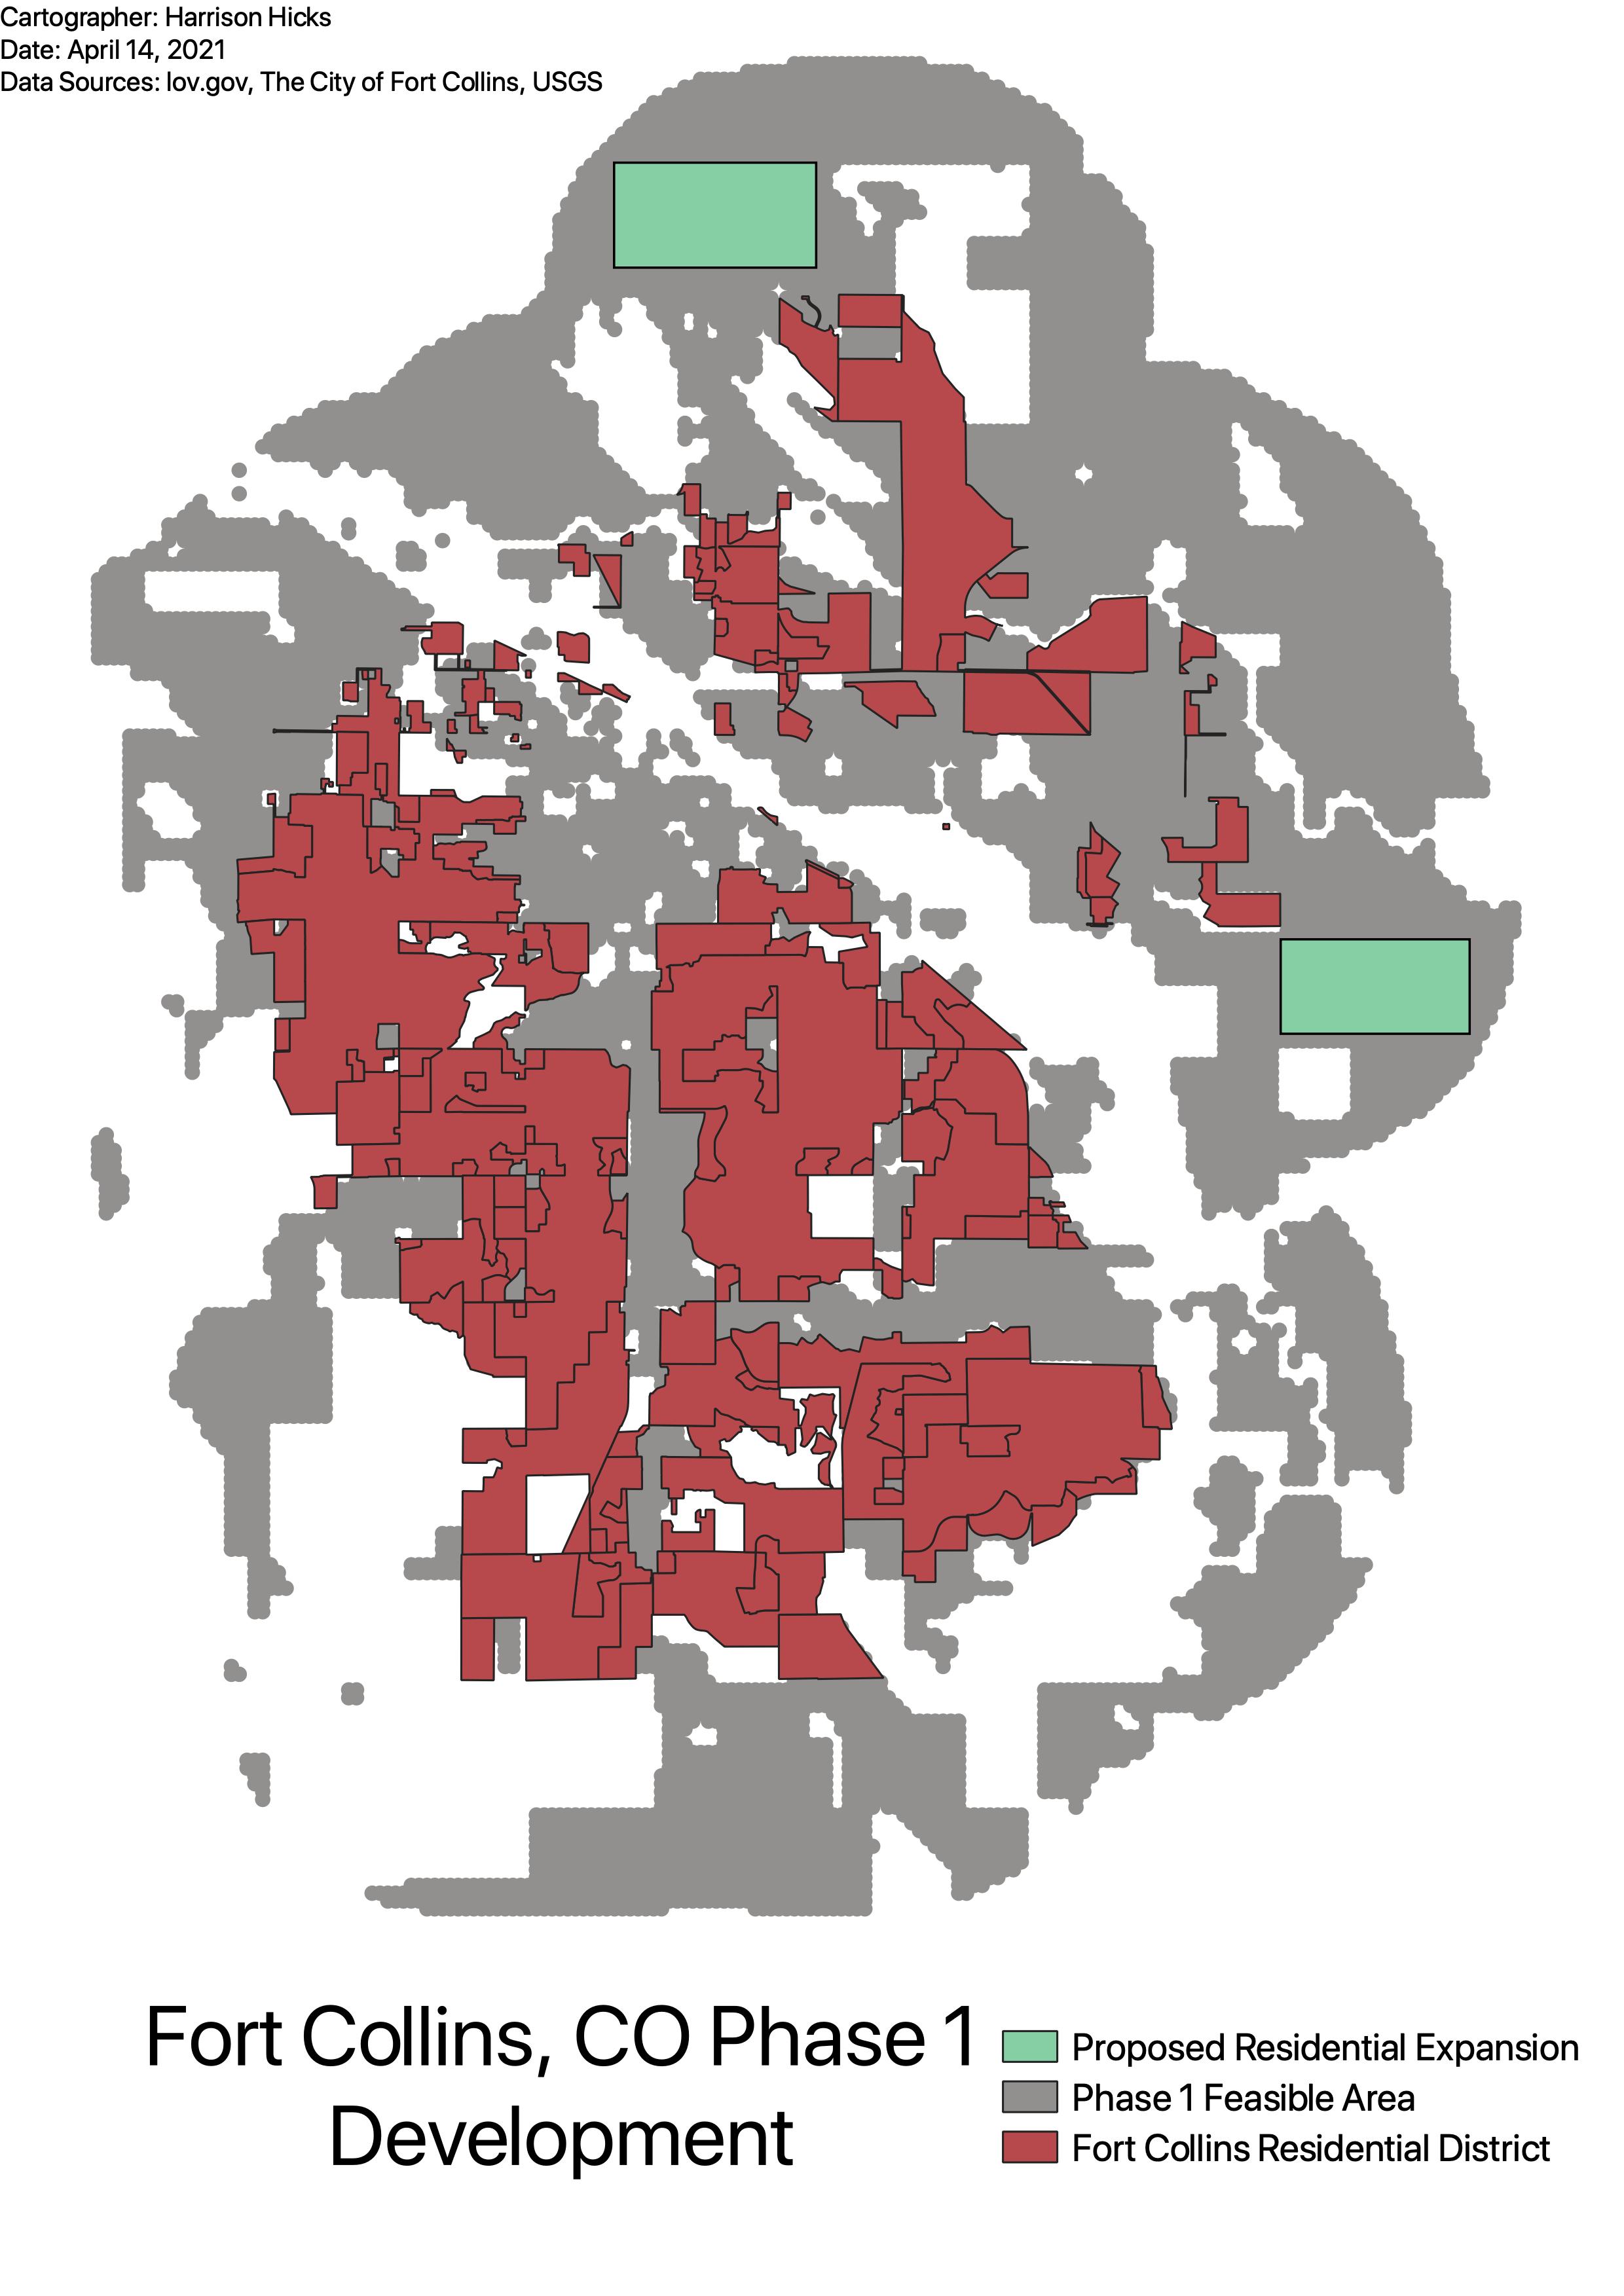 Cartographer: Harrison Hicks
Date: April 14, 2021
Data Sources: lov.gov, The City of Fort Collins, USGS
Fort Collins, CO Phase 1
Development
Proposed Residential Expansion
Phase 1 Feasible Area
Fort Collins Residential District